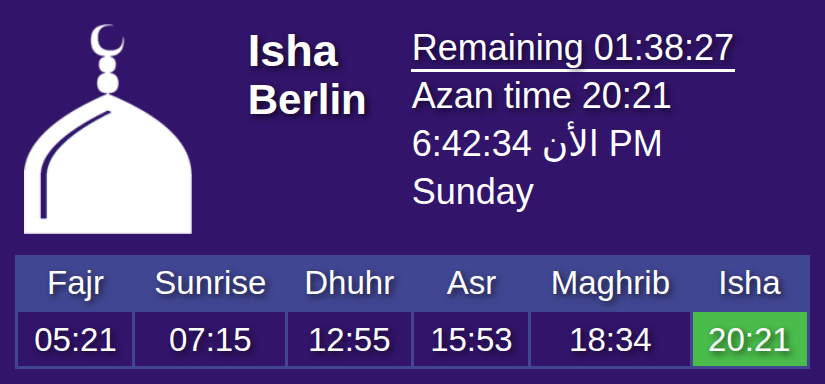 Isha
Berlin
Remaining 01:38:27
Azan time 20:21
6:42:34 الأن PM
Sunday
Fajr Sunrise Dhuhr Asr Maghrib Isha
05:21 07:15 12:55 15:53 18:34 20:21